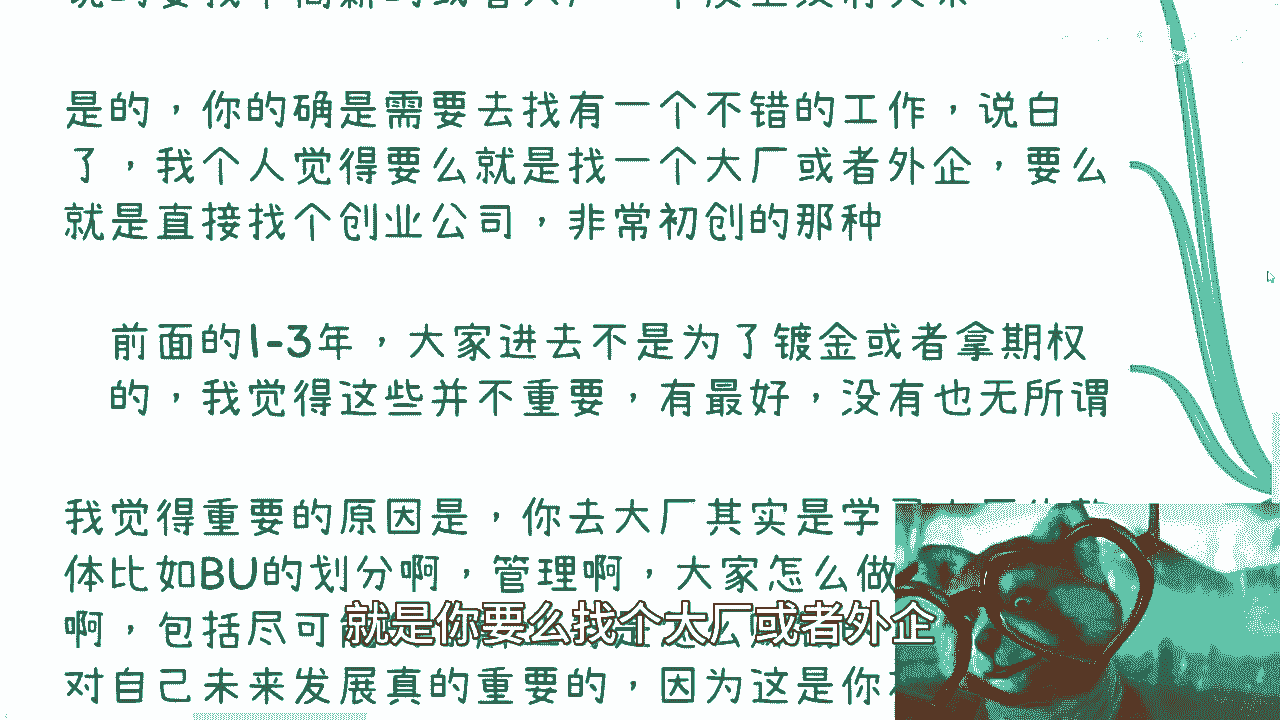 是的，你的确是需要去找有一个不错的工作，说白
了，我个人觉得要么就是找一个大厂或者外企，要么
就是直接找个创业公司，非常初创的那种
前面的1-3年，大家进去不是为了镀金或者拿期权
的，我觉得这些并不重要，有最好，没有也无所谓
我觉得重要的原因是，你去大厂其实是学
体比如BU的划分啊，管理啊，大家怎么做
啊，包括尽可
就是你要么找个大厂或者外企
对自己未来发展真的重要的，因为这是你